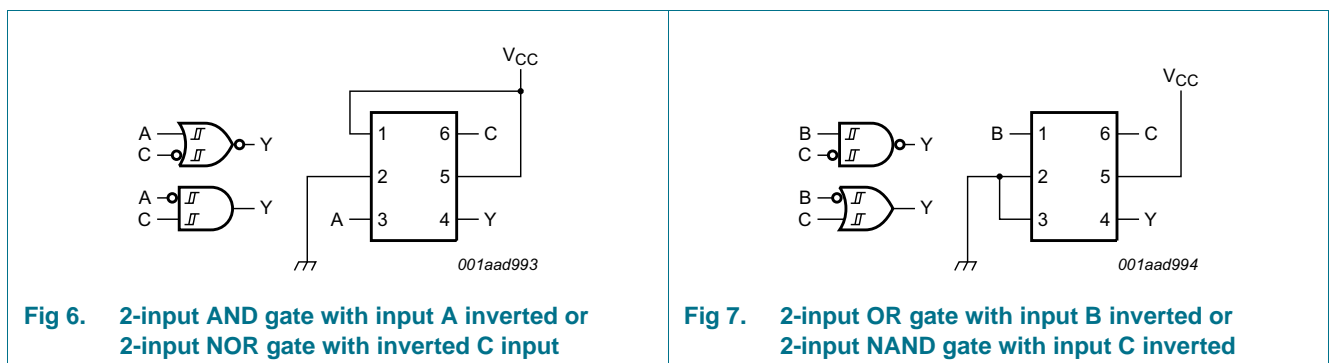 VCC
A
C
Y
A
C
Y
1
6
C
2
5
A
3
4
Y
001aad993
Fig 6. 2-input AND gate with input A inverted or
2-input NOR gate with inverted C input
VCC
B
C
Y
B
C
Y
B
1
6
C
2
5
3
4
Y
001aad994
Fig 7. 2-input OR gate with input B inverted or
2-input NAND gate with input C inverted